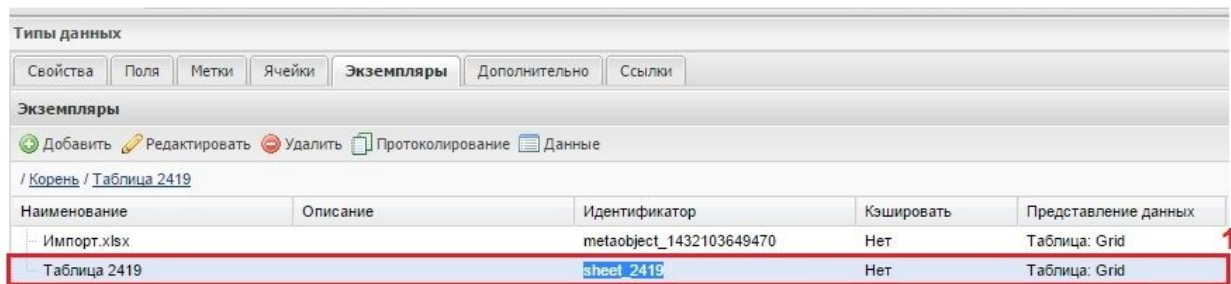 Типы данных
Свойства Поля Метки Ячейки Экземпляры Дополнительно Ссылки
Экземпляры
Добавить Редактировать Удалить Протоколирование Данные
/ Корень / Таблица 2419
Наименование Описание Идентификатор Кэшировать Представление данных
Импорт.xlsx metaobject_1432103649470 Нет Таблица: Grid
1
Таблица 2419 sheet_2419 Нет Таблица: Grid